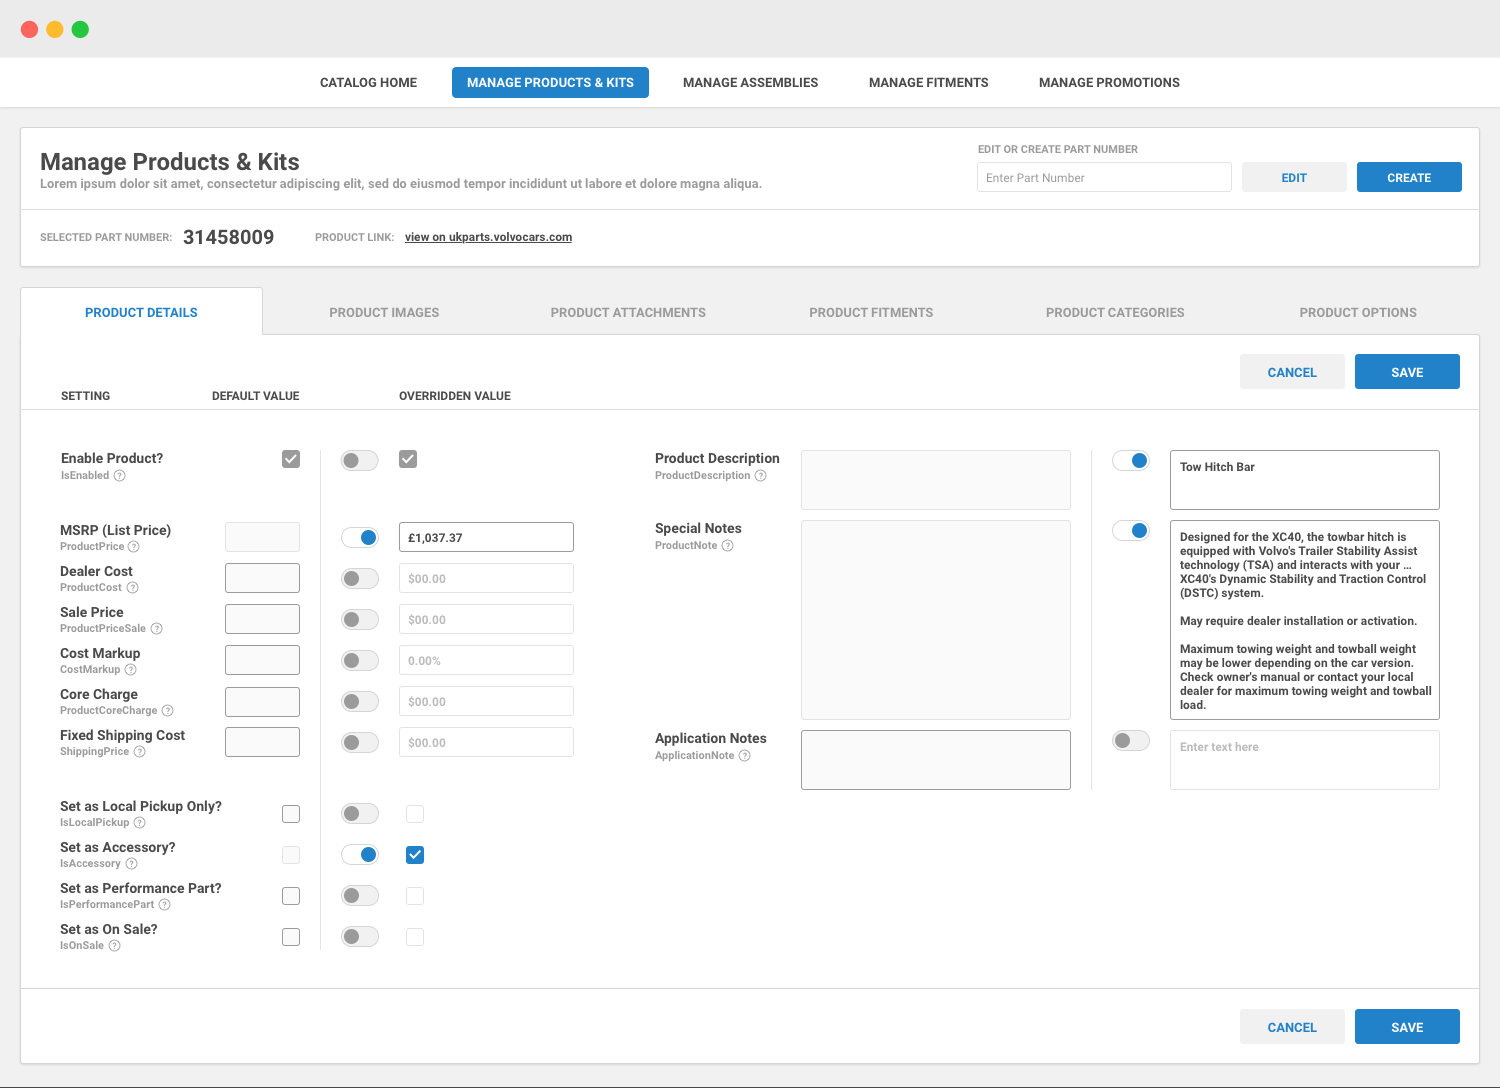 CATALOG HOME
MANAGE PRODUCTS & KITS
MANAGE ASSEMBLIES
MANAGE FITMENTS
MANAGE PROMOTIONS
Manage Products & Kits
Lorem ipsum dolor sit amet, consectetur adipiscing elit, sed do eiusmod tempor incididunt ut labore et dolore magna aliqua.
EDIT OR CREATE PART NUMBER
Enter Part Number
EDIT
CREATE
SELECTED PART NUMBER: 31458009
PRODUCT LINK: view on ukparts.volvocars.com
PRODUCT DETAILS
PRODUCT IMAGES
PRODUCT ATTACHMENTS
PRODUCT FITMENTS
PRODUCT CATEGORIES
PRODUCT OPTIONS
CANCEL
SAVE
SETTING
DEFAULT VALUE
OVERRIDDEN VALUE
Enable Product?
IsEnabled ?
MSRP (List Price)
ProductPrice ?
£1,037.37
Dealer Cost
ProductCost ?
$00.00
Sale Price
ProductPriceSale ?
$00.00
Cost Markup
CostMarkup ?
0.00%
Core Charge
ProductCoreCharge ?
$00.00
Fixed Shipping Cost
ShippingPrice ?
$00.00
Set as Local Pickup Only?
IsLocalPickup ?
Set as Accessory?
IsAccessory ?
Set as Performance Part?
IsPerformancePart ?
Set as On Sale?
IsOnSale ?
Product Description
ProductDescription ?
Tow Hitch Bar
Special Notes
ProductNote ?
Designed for the XC40, the towbar hitch is
equipped with Volvo's Trailer Stability Assist
technology (TSA) and interacts with your ...
XC40's Dynamic Stability and Traction Control
(DSTC) system.
May require dealer installation or activation.
Maximum towing weight and towball weight
may be lower depending on the car version.
Check owner's manual or contact your local
dealer for maximum towing weight and towball
load.
Application Notes
ApplicationNote ?
Enter text here
CANCEL
SAVE